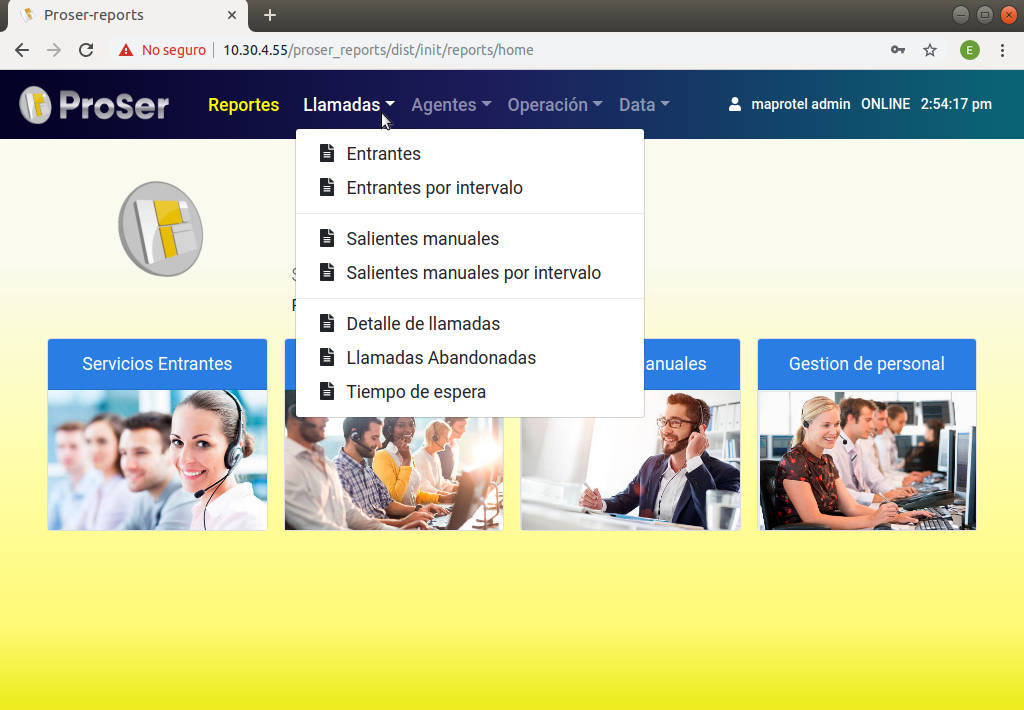 Proser-reports
No seguro
10.30.4.55/proser_reports/dist/init/reports/home
E
ProSer
Reportes Llamadas Agentes Operación Data
maprotel admin ONLINE 2:54:17 pm
Entrantes
Entrantes por intervalo
Salientes manuales
Salientes manuales por intervalo
Detalle de llamadas
Llamadas Abandonadas
Tiempo de espera
Servicios Entrantes
Gestion de personal